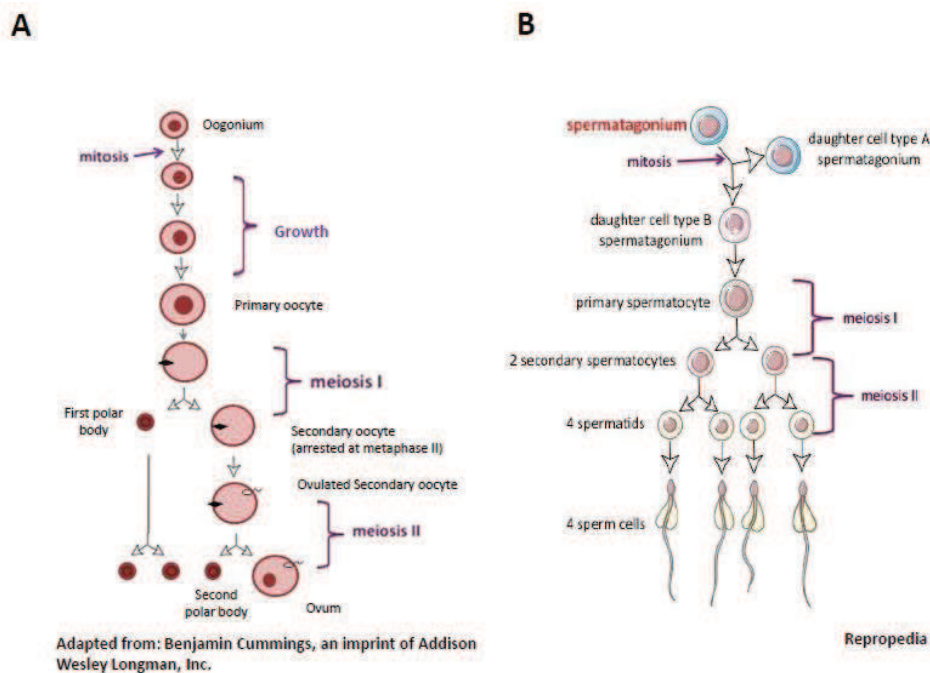 A
Oogonium
mitosis
Growth
Primary oocyte
meiosis I
First polar
body
Secondary oocyte
(arrested at metaphase II)
Ovulated Secondary oocyte
meiosis II
Second
polar body
Ovum
Adapted from: Benjamin Cummings, an imprint of Addison
Wesley Longman, Inc.
B
spermatagonium
daughter cell type A
spermatagonium
mitosis
daughter cell type B
spermatagonium
primary spermatocyte
meiosis I
2 secondary spermatocytes
meiosis II
4 spermatids
4 sperm cells
Repropedia